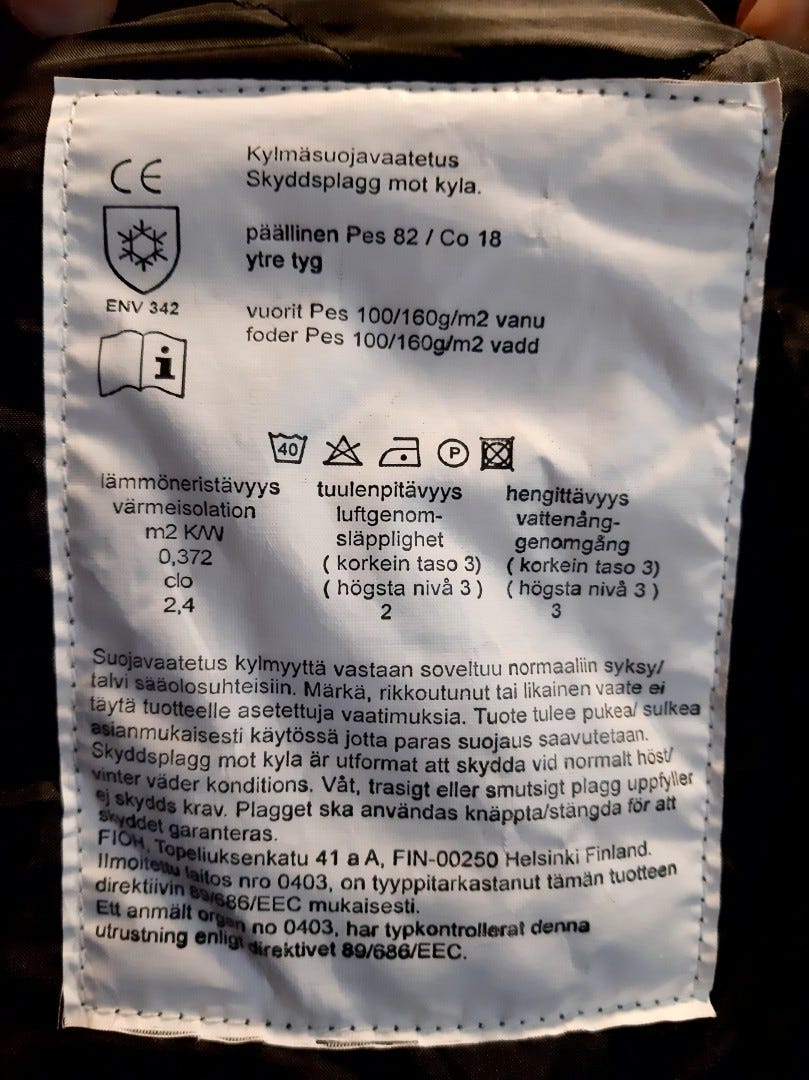 CE
Kylmäsuojavaatetus
Skyddsplagg mot kyla.
päällinen Pes 82 / Co 18
ytre tyg
ENV 342
vuorit Pes 100/160g/m2 vanu
foder Pes 100/160g/m2 vadd
i
40
P
lämmöneristävyys
värmeisolation
m2 K/W
0,372
clo
2,4
tuulenpitävyys
luftgenom-
släpplighet
( korkein taso 3)
( högsta nivå 3 )
2
hengittävyys
vattenång-
genomgång
( korkein taso 3)
( högsta nivå 3 )
3
Suojavaatetus kylmyyttä vastaan soveltuu normaaliin syksy/
talvi sääolosuhteisiin. Märkä, rikkoutunut tai likainen vaate ei
täytä tuotteelle asetettuja vaatimuksia. Tuote tulee pukea/ sulkea
asianmukaisesti käytössä jotta paras suojaus saavutetaan.
Skyddsplagg mot kyla är utformat att skydda vid normalt höst/
vinter väder konditions. Våt, trasigt eller smutsigt plagg uppfyller
ej skydds krav. Plagget ska användas knäppta/stängda för att
skyddet garanteras.
FIOH, Topeliuksenkatu 41 a A, FIN-00250 Helsinki Finland.
Ilmoitettu laitos nro 0403, on tyyppitarkastanut tämän tuotteen
direktiivin 89/686/EEC mukaisesti.
Ett anmält organ no 0403, har typkontrollerat denna
utrustning enligt direktivet 89/686/EEC.